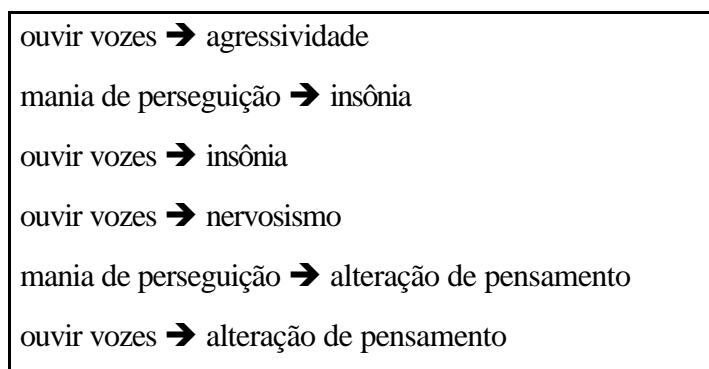 ouvir vozes ➔ agressividade
mania de perseguição ➔ insônia
ouvir vozes ➔ insônia
ouvir vozes ➔ nervosismo
mania de perseguição ➔ alteração de pensamento
ouvir vozes ➔ alteração de pensamento